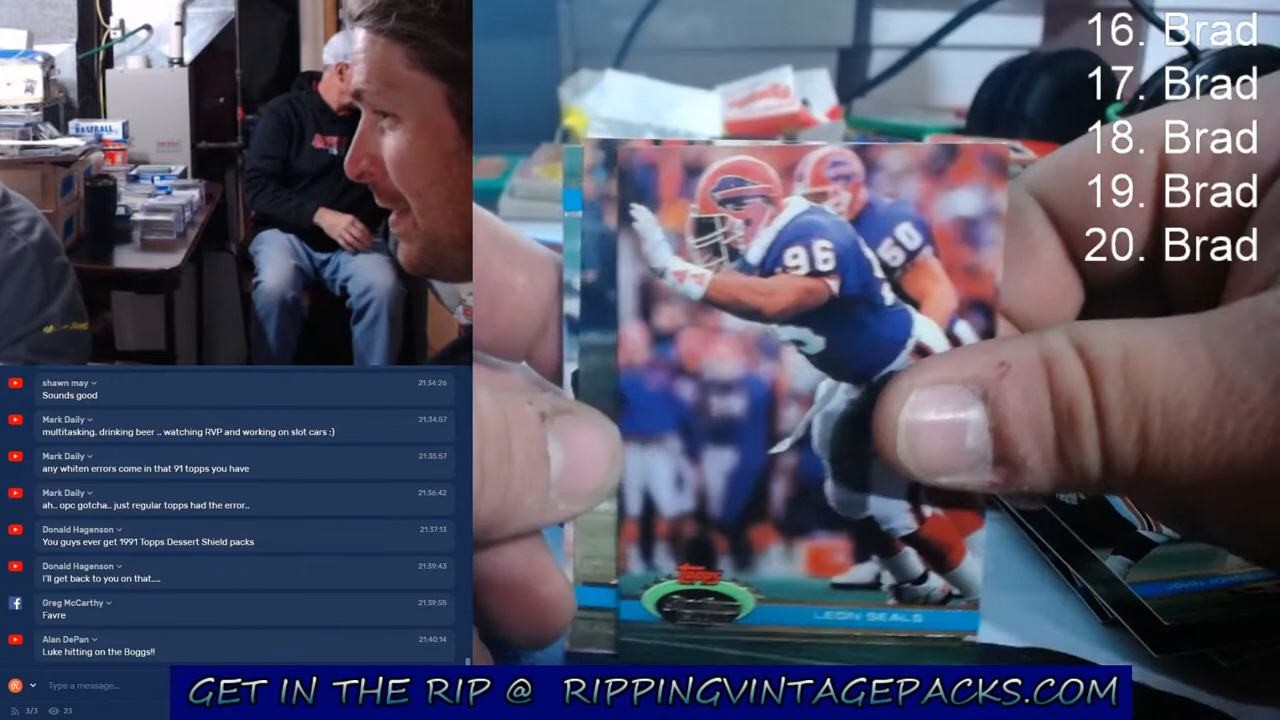 16. Brad
17. Brad
18. Brad
19. Brad
20. Brad
BASEBALL
96
50
Topps
LEON SEALS
shawn may
21:34:26
Sounds good
Mark Daily
21:34:57
multitasking. drinking beer .. watching RVP and working on slot cars :)
Mark Daily
21:35:57
any whiten errors come in that 91 topps you have
Mark Daily
21:36:42
ah.. opc gotcha.. just regular topps had the error..
Donald Hagenson
21:37:13
You guys ever get 1991 Topps Dessert Shield packs
Donald Hagenson
21:39:43
I'll get back to you on that....
Greg McCarthy
21:39:55
Favre
Alan DePan
21:40:14
Luke hitting on the Boggs!!
Type a message...
3/3
23
GET IN THE RIP @ RIPPINGVINTAGEPACKS.COM